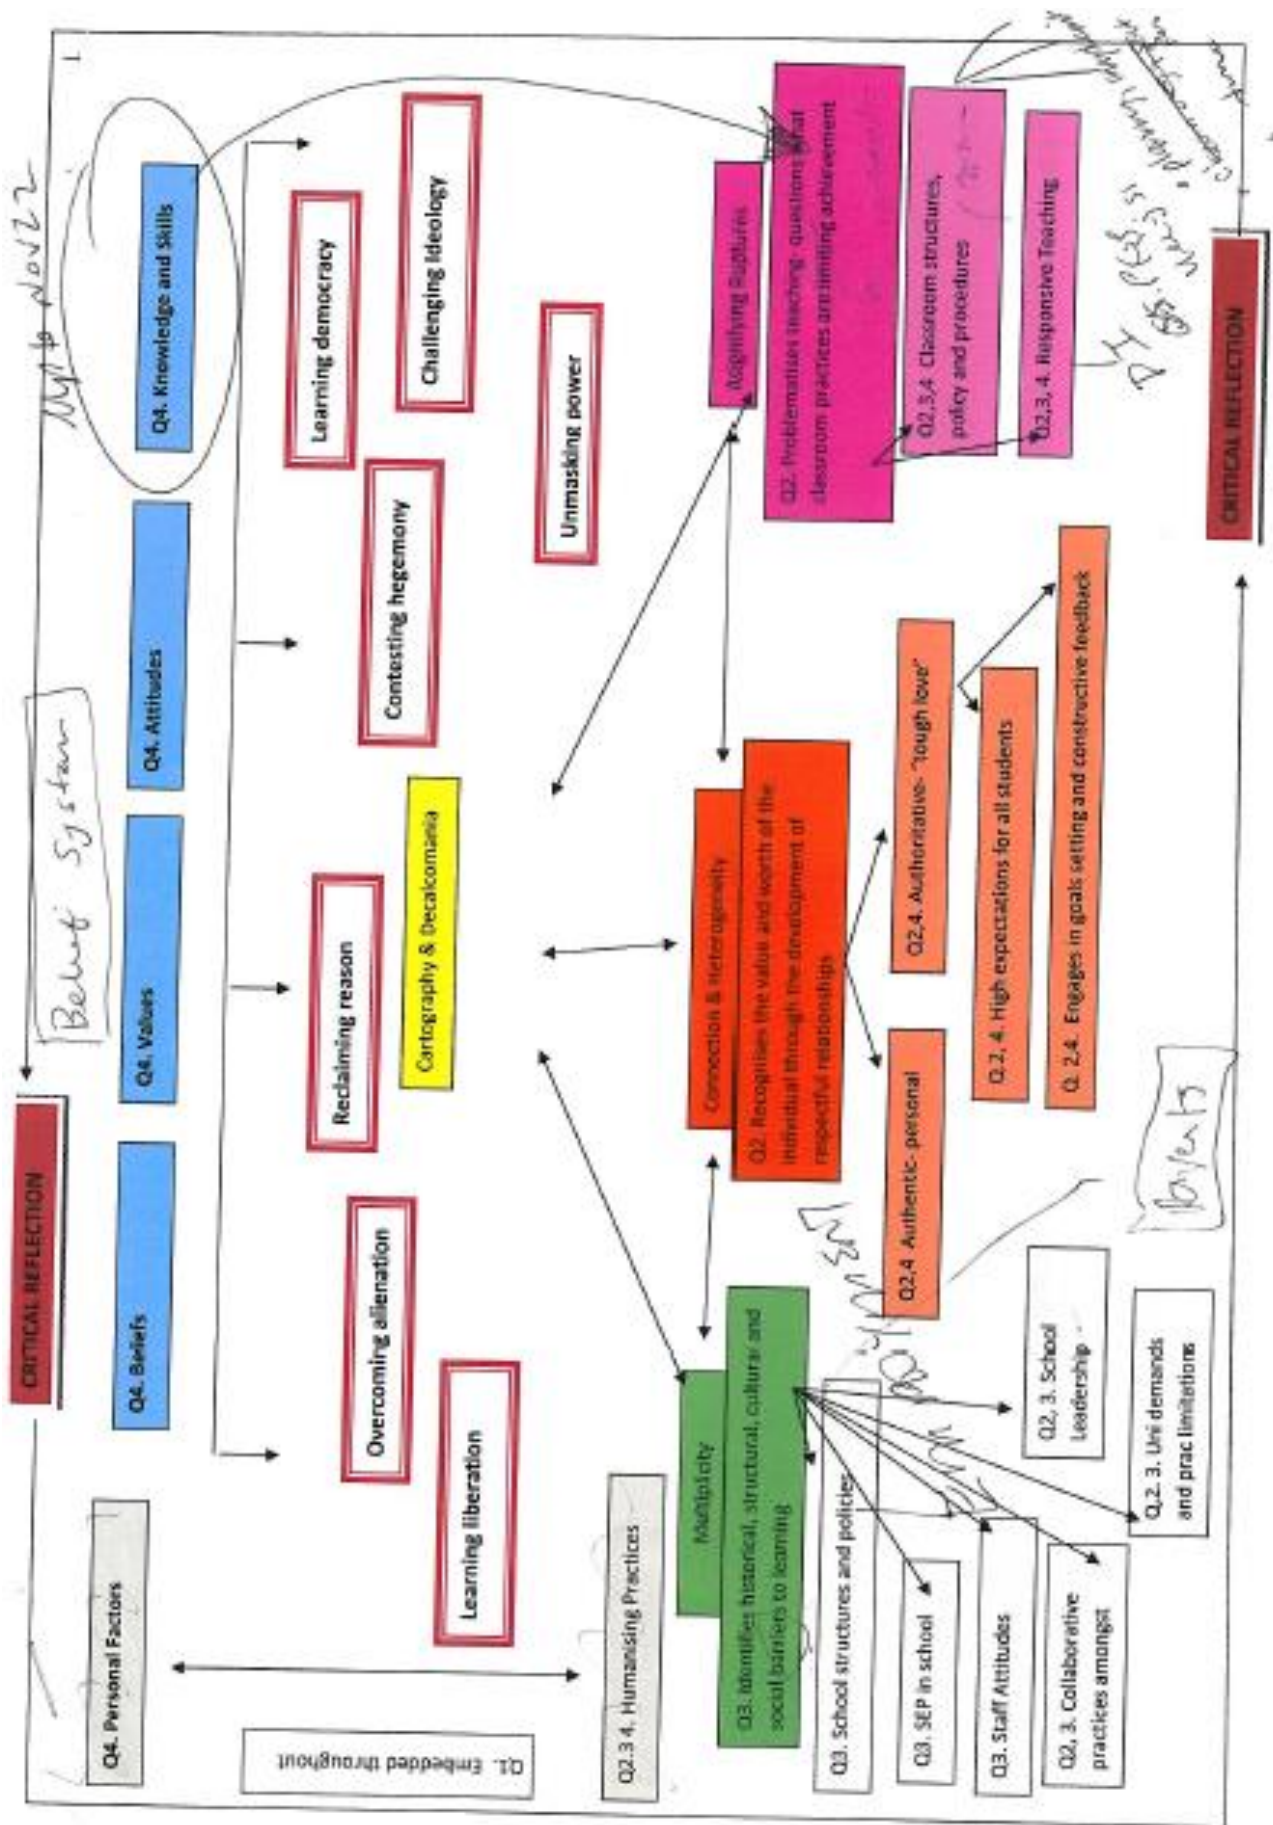 CRITICAL REFLECTION
Belief System
Nov 22
Q4. Personal Factors
Q4. Beliefs
Q4. Values
Q4. Attitudes
Q4. Knowledge and Skills
Q1. Embedded throughout
Learning liberation
Overcoming alienation
Reclaiming reason
Contesting hegemony
Learning democracy
Challenging Ideology
Unmasking power
Cartography & Decalcomania
Q2.3 4. Humanising Practices
Multiplicity
Q3. Identifies historical, structural, cultural and
social barriers to learning
Q3. School structures and policies
Q3. SEP in school
Q3. Staff Attitudes
Q2, 3. Collaborative
practices amongst
Q2, 3. School
Leadership -
Q,2. 3. Uni demands
and prac limitations
Connection & Heterogeneity
Q2. Recognises the value and worth of the
individual through the development of
respectful relationships
Q2,4 Authentic- personal
Q2,4. Authoritative- "tough love"
Q.2, 4. High expectations for all students
Q. 2,4. Engages in goals setting and constructive feedback
Parents
Ruptures
Q2. Problematises teaching- questions what
classroom practices are limiting achievement
Q2,3,4 Classroom structures,
policy and procedures
Q2,3, 4. Responsive Teaching
CRITICAL REFLECTION